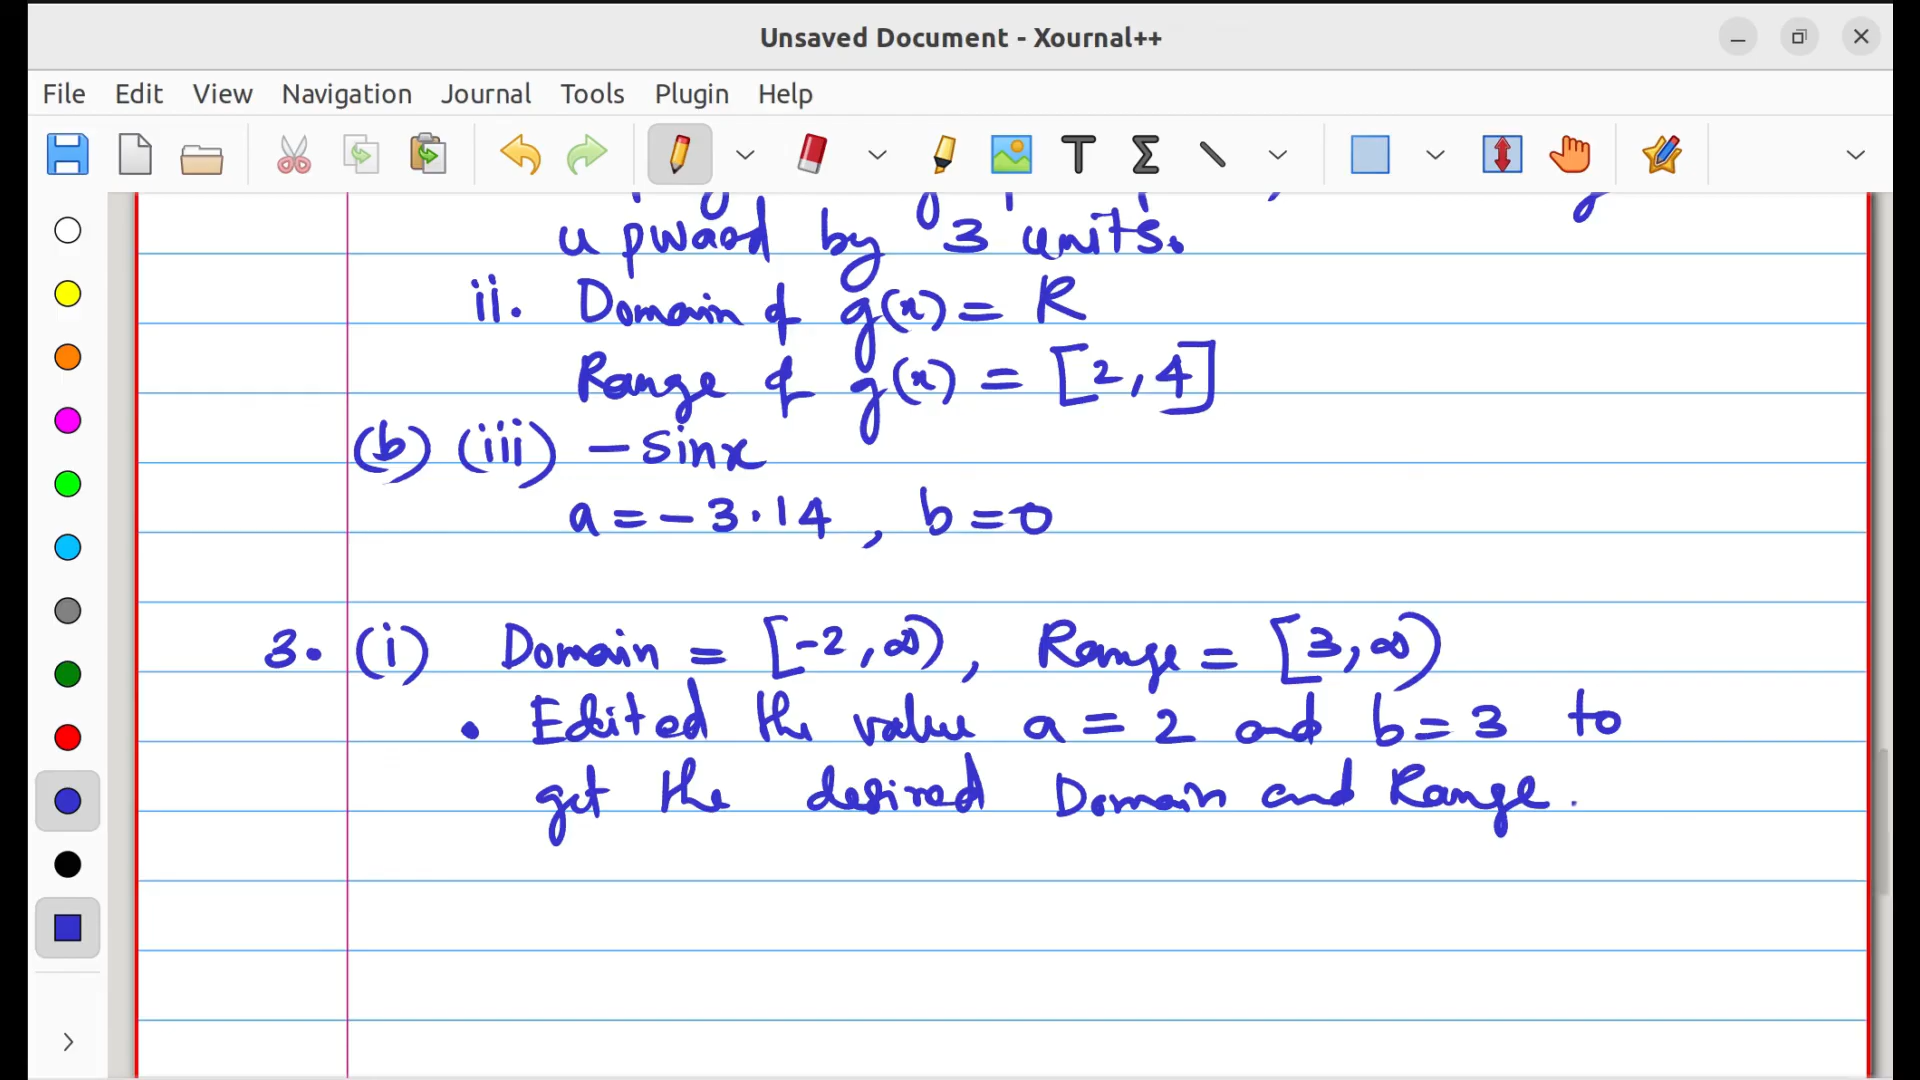 Unsaved Document - Xournal++
File Edit View Navigation Journal Tools Plugin Help
upward by 3 units.
ii. Domain of g(x) = R
Range of g(x) = [2, 4]
(b) (iii) - sinx
a = - 3.14, b = 0
3. (i) Domain = [-2, ∞), Range = [3, ∞)
• Edited the value a = 2 and b = 3 to
get the desired Domain and Range.